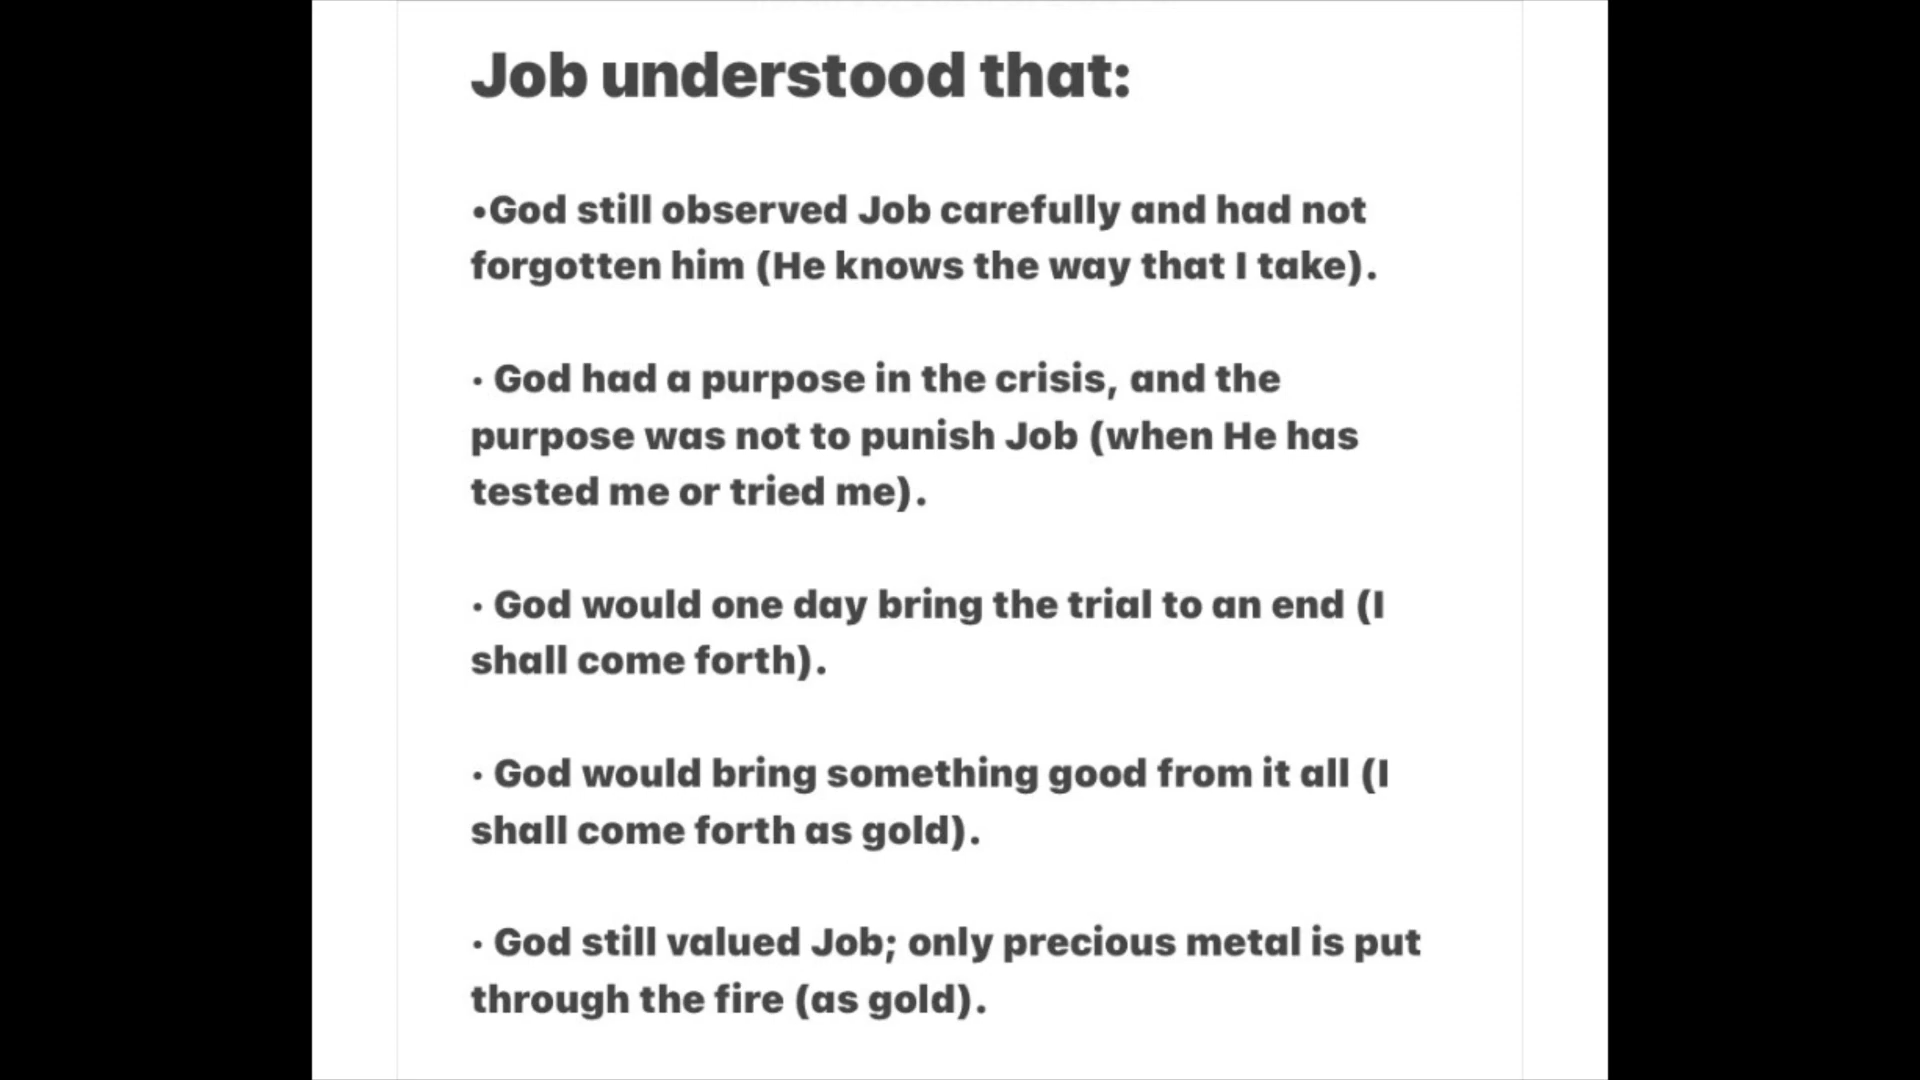 Job understood that:
•God still observed Job carefully and had not
forgotten him (He knows the way that I take).
• God had a purpose in the crisis, and the
purpose was not to punish Job (when He has
tested me or tried me).
• God would one day bring the trial to an end (I
shall come forth).
• God would bring something good from it all (I
shall come forth as gold).
• God still valued Job; only precious metal is put
through the fire (as gold).